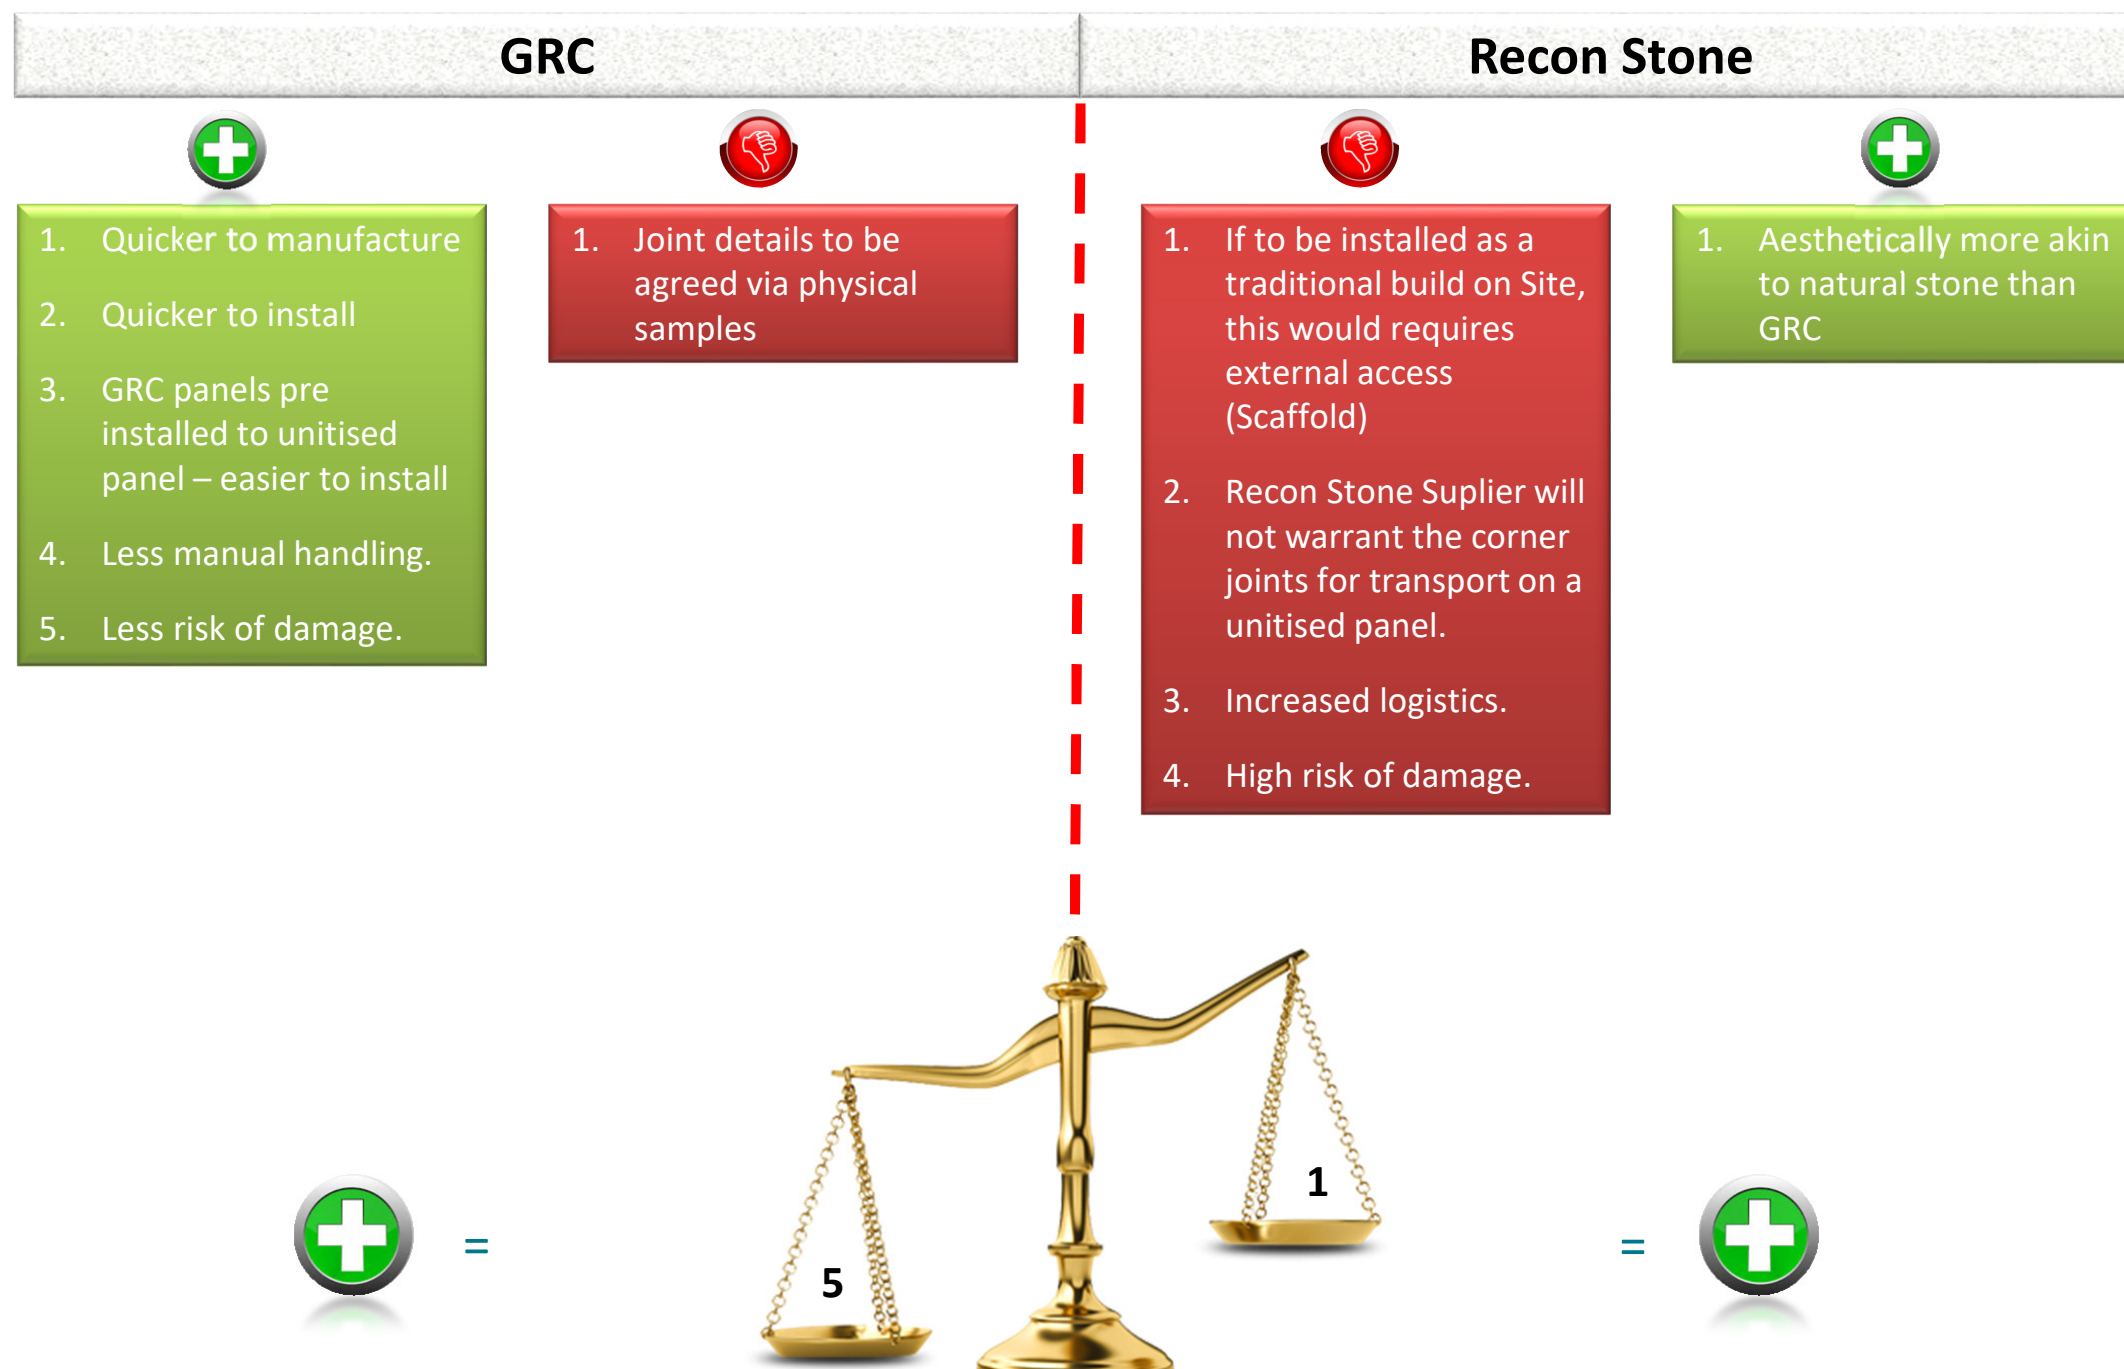 GRC
Recon Stone
1. Quicker to manufacture
2. Quicker to install
3. GRC panels pre
installed to unitised
panel – easier to install
4. Less manual handling.
5. Less risk of damage.
1. Joint details to be
agreed via physical
samples
1. If to be installed as a
traditional build on Site,
this would requires
external access
(Scaffold)
2. Recon Stone Suplier will
not warrant the corner
joints for transport on a
unitised panel.
3. Increased logistics.
4. High risk of damage.
1. Aesthetically more akin
to natural stone than
GRC
=
5
1
=